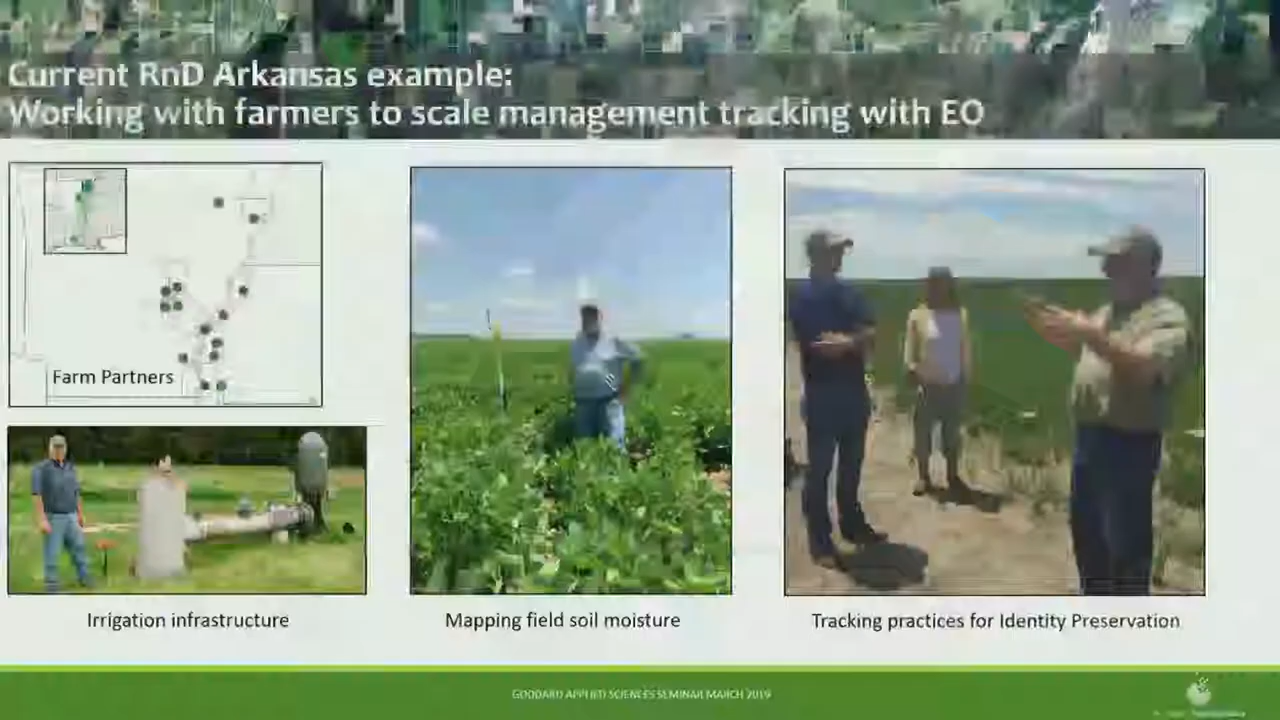 Current RnD Arkansas example:
Working with farmers to scale management tracking with EO
Farm Partners
Irrigation infrastructure
Mapping field soil moisture
Tracking practices for Identity Preservation
GODDARD APPLIED SCIENCES SEMINAR MARCH 2019